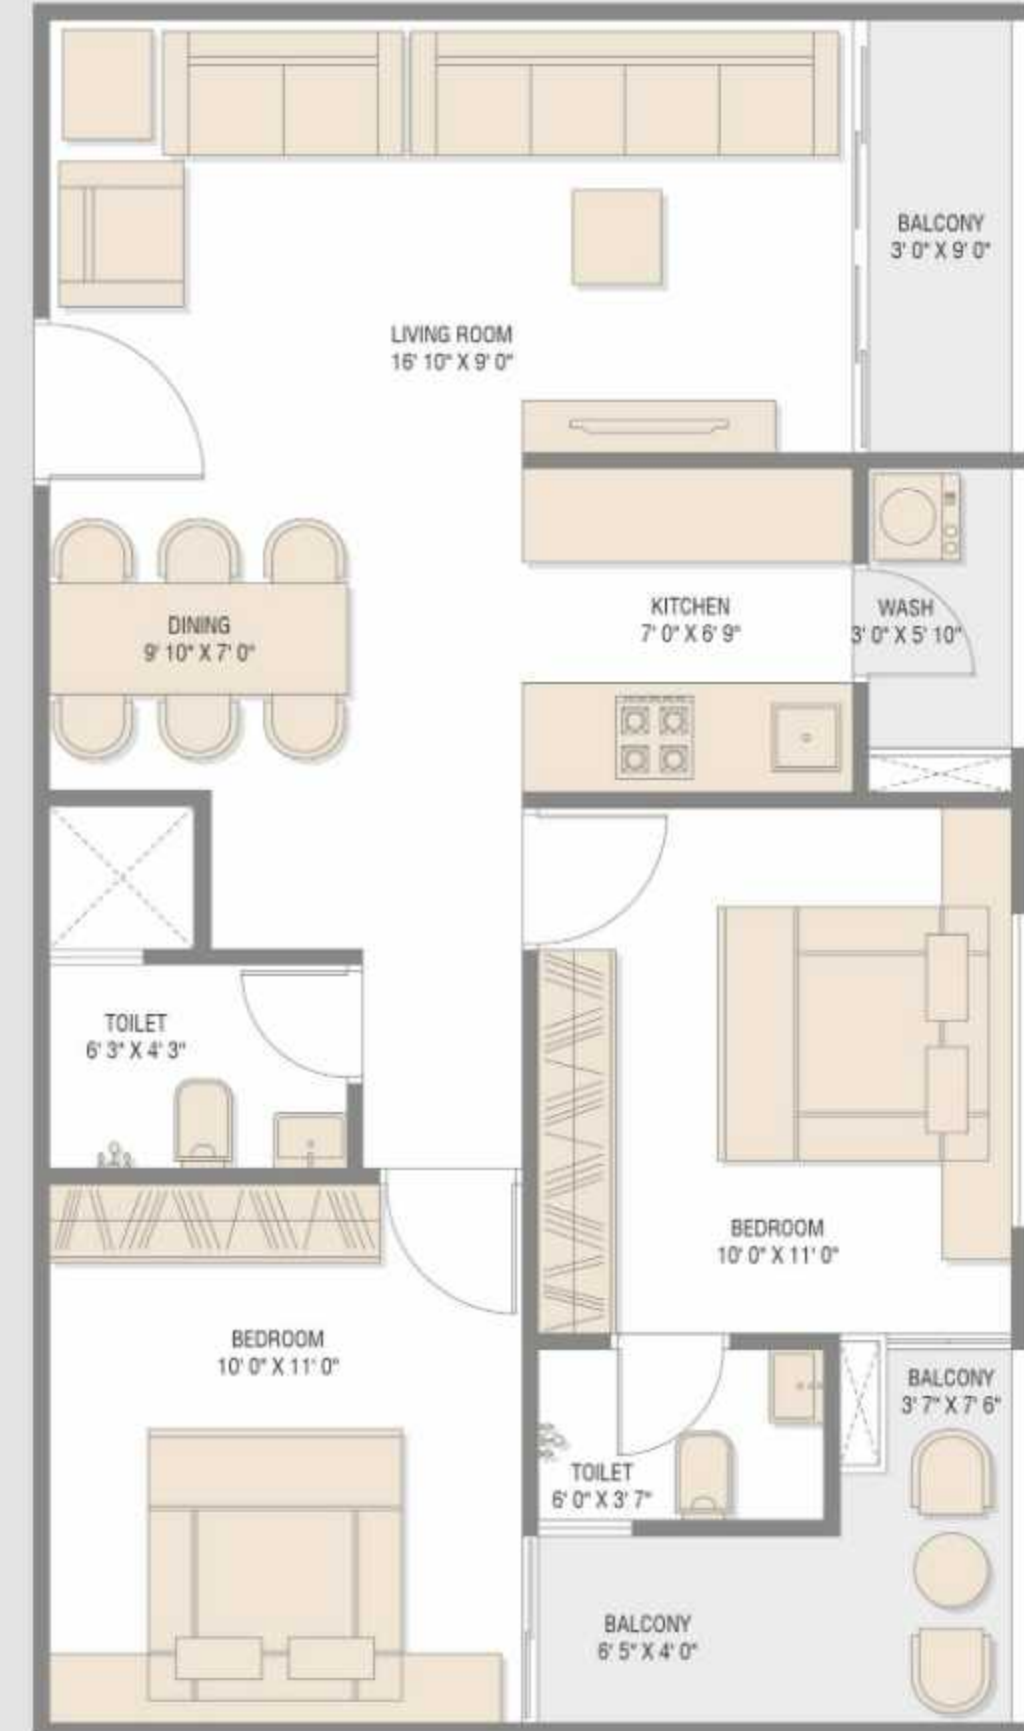 BALCONY
3' 0" X 9' 0"
LIVING ROOM
16' 10" X 9' 0"
KITCHEN
7' 0" X 6' 9"
WASH
3' 0" X 5' 10"
DINING
9' 10" X 7' 0"
TOILET
6' 3" X 4' 3"
BEDROOM
10' 0" X 11' 0"
BEDROOM
10' 0" X 11' 0"
BALCONY
3' 7" X 7' 6"
TOILET
6' 0" X 3' 7"
BALCONY
6' 5" X 4' 0"